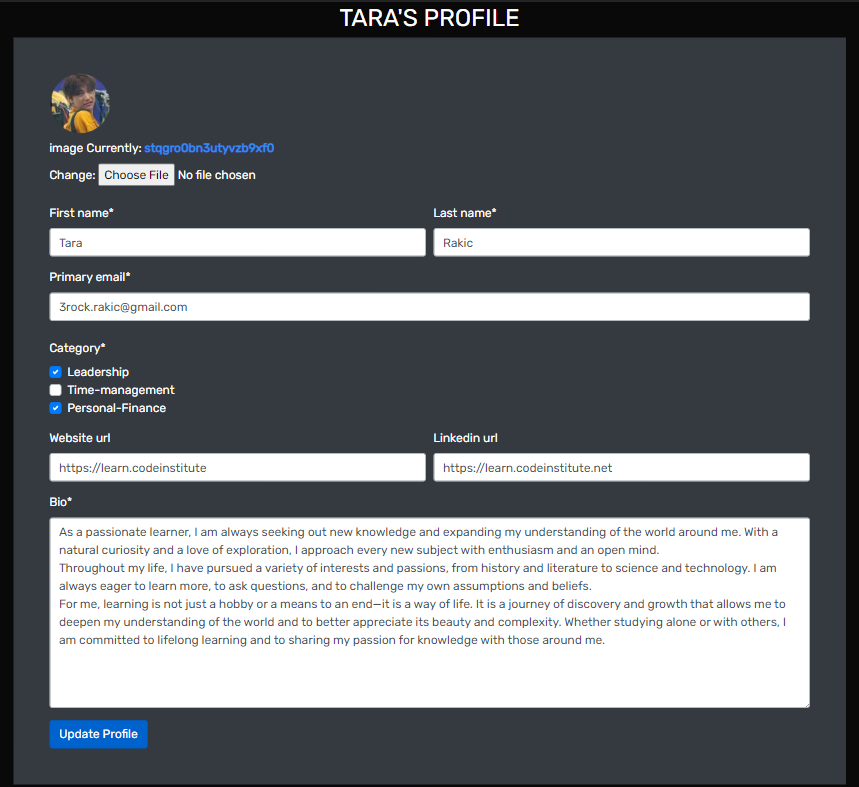 TARA'S PROFILE
image Currently: stqgro0bn3utyvzb9xf0
Change: Choose File No file chosen
First name* Last name*
Tara Rakic
Primary email*
3rock.rakic@gmail.com
Category*
Leadership
Time-management
Personal-Finance
Website url Linkedin url
https://learn.codeinstitute https://learn.codeinstitute.net
Bio*
As a passionate learner, I am always seeking out new knowledge and expanding my understanding of the world around me. With a
natural curiosity and a love of exploration, I approach every new subject with enthusiasm and an open mind.
Throughout my life, I have pursued a variety of interests and passions, from history and literature to science and technology. I am
always eager to learn more, to ask questions, and to challenge my own assumptions and beliefs.
For me, learning is not just a hobby or a means to an end—it is a way of life. It is a journey of discovery and growth that allows me to
deepen my understanding of the world and to better appreciate its beauty and complexity. Whether studying alone or with others, I
am committed to lifelong learning and to sharing my passion for knowledge with those around me.
Update Profile